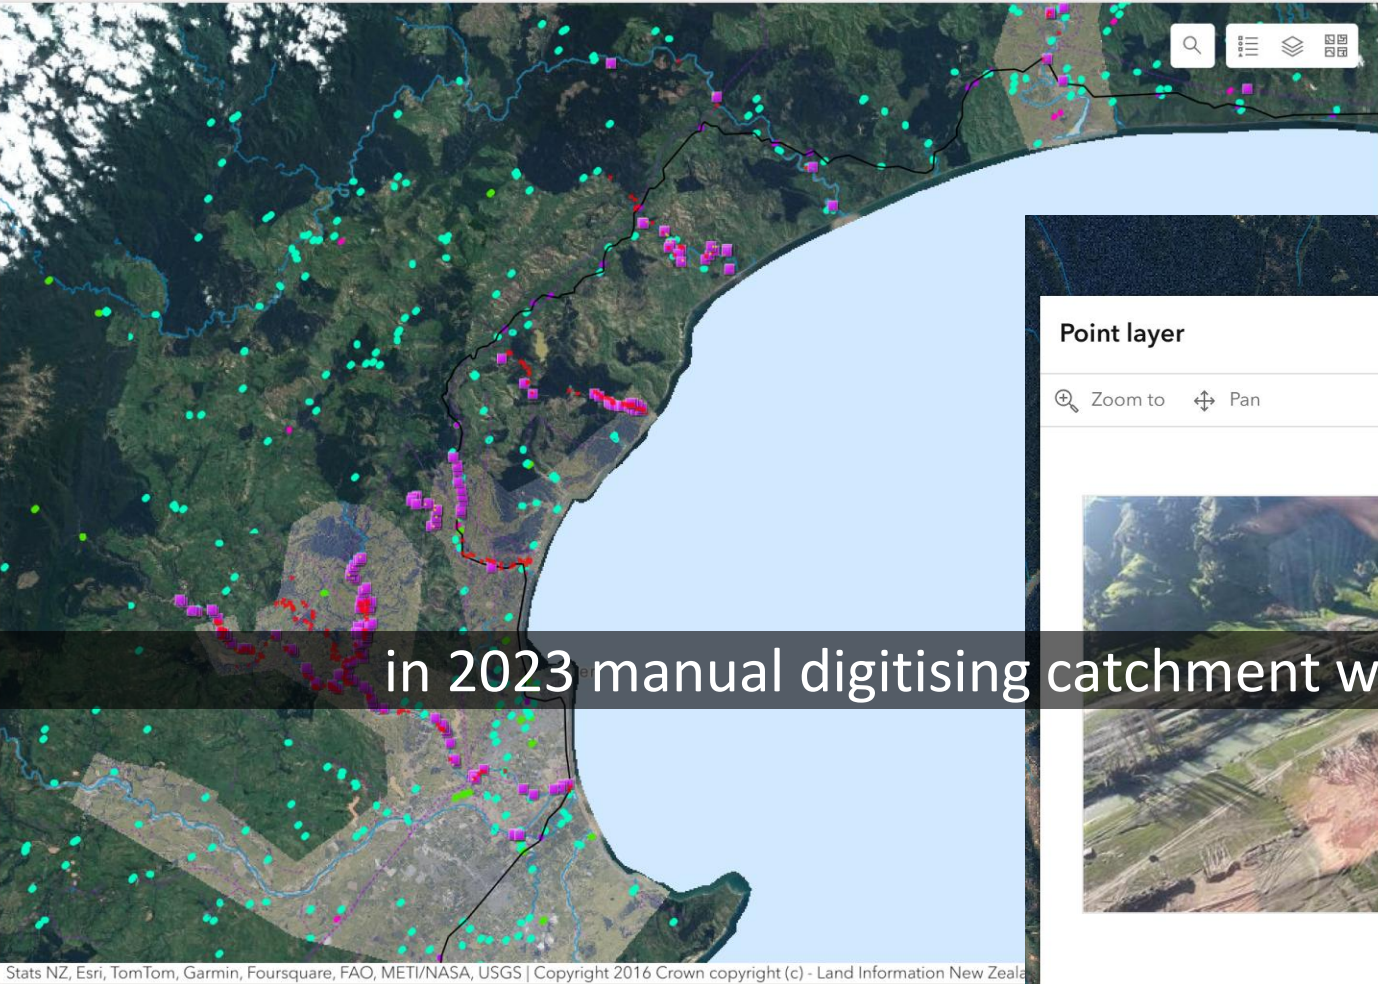 Point layer
Zoom to Pan
in 2023 manual digitising catchment w
Stats NZ, Esri, TomTom, Garmin, Foursquare, FAO, METI/NASA, USGS | Copyright 2016 Crown copyright (c) - Land Information New Zeala